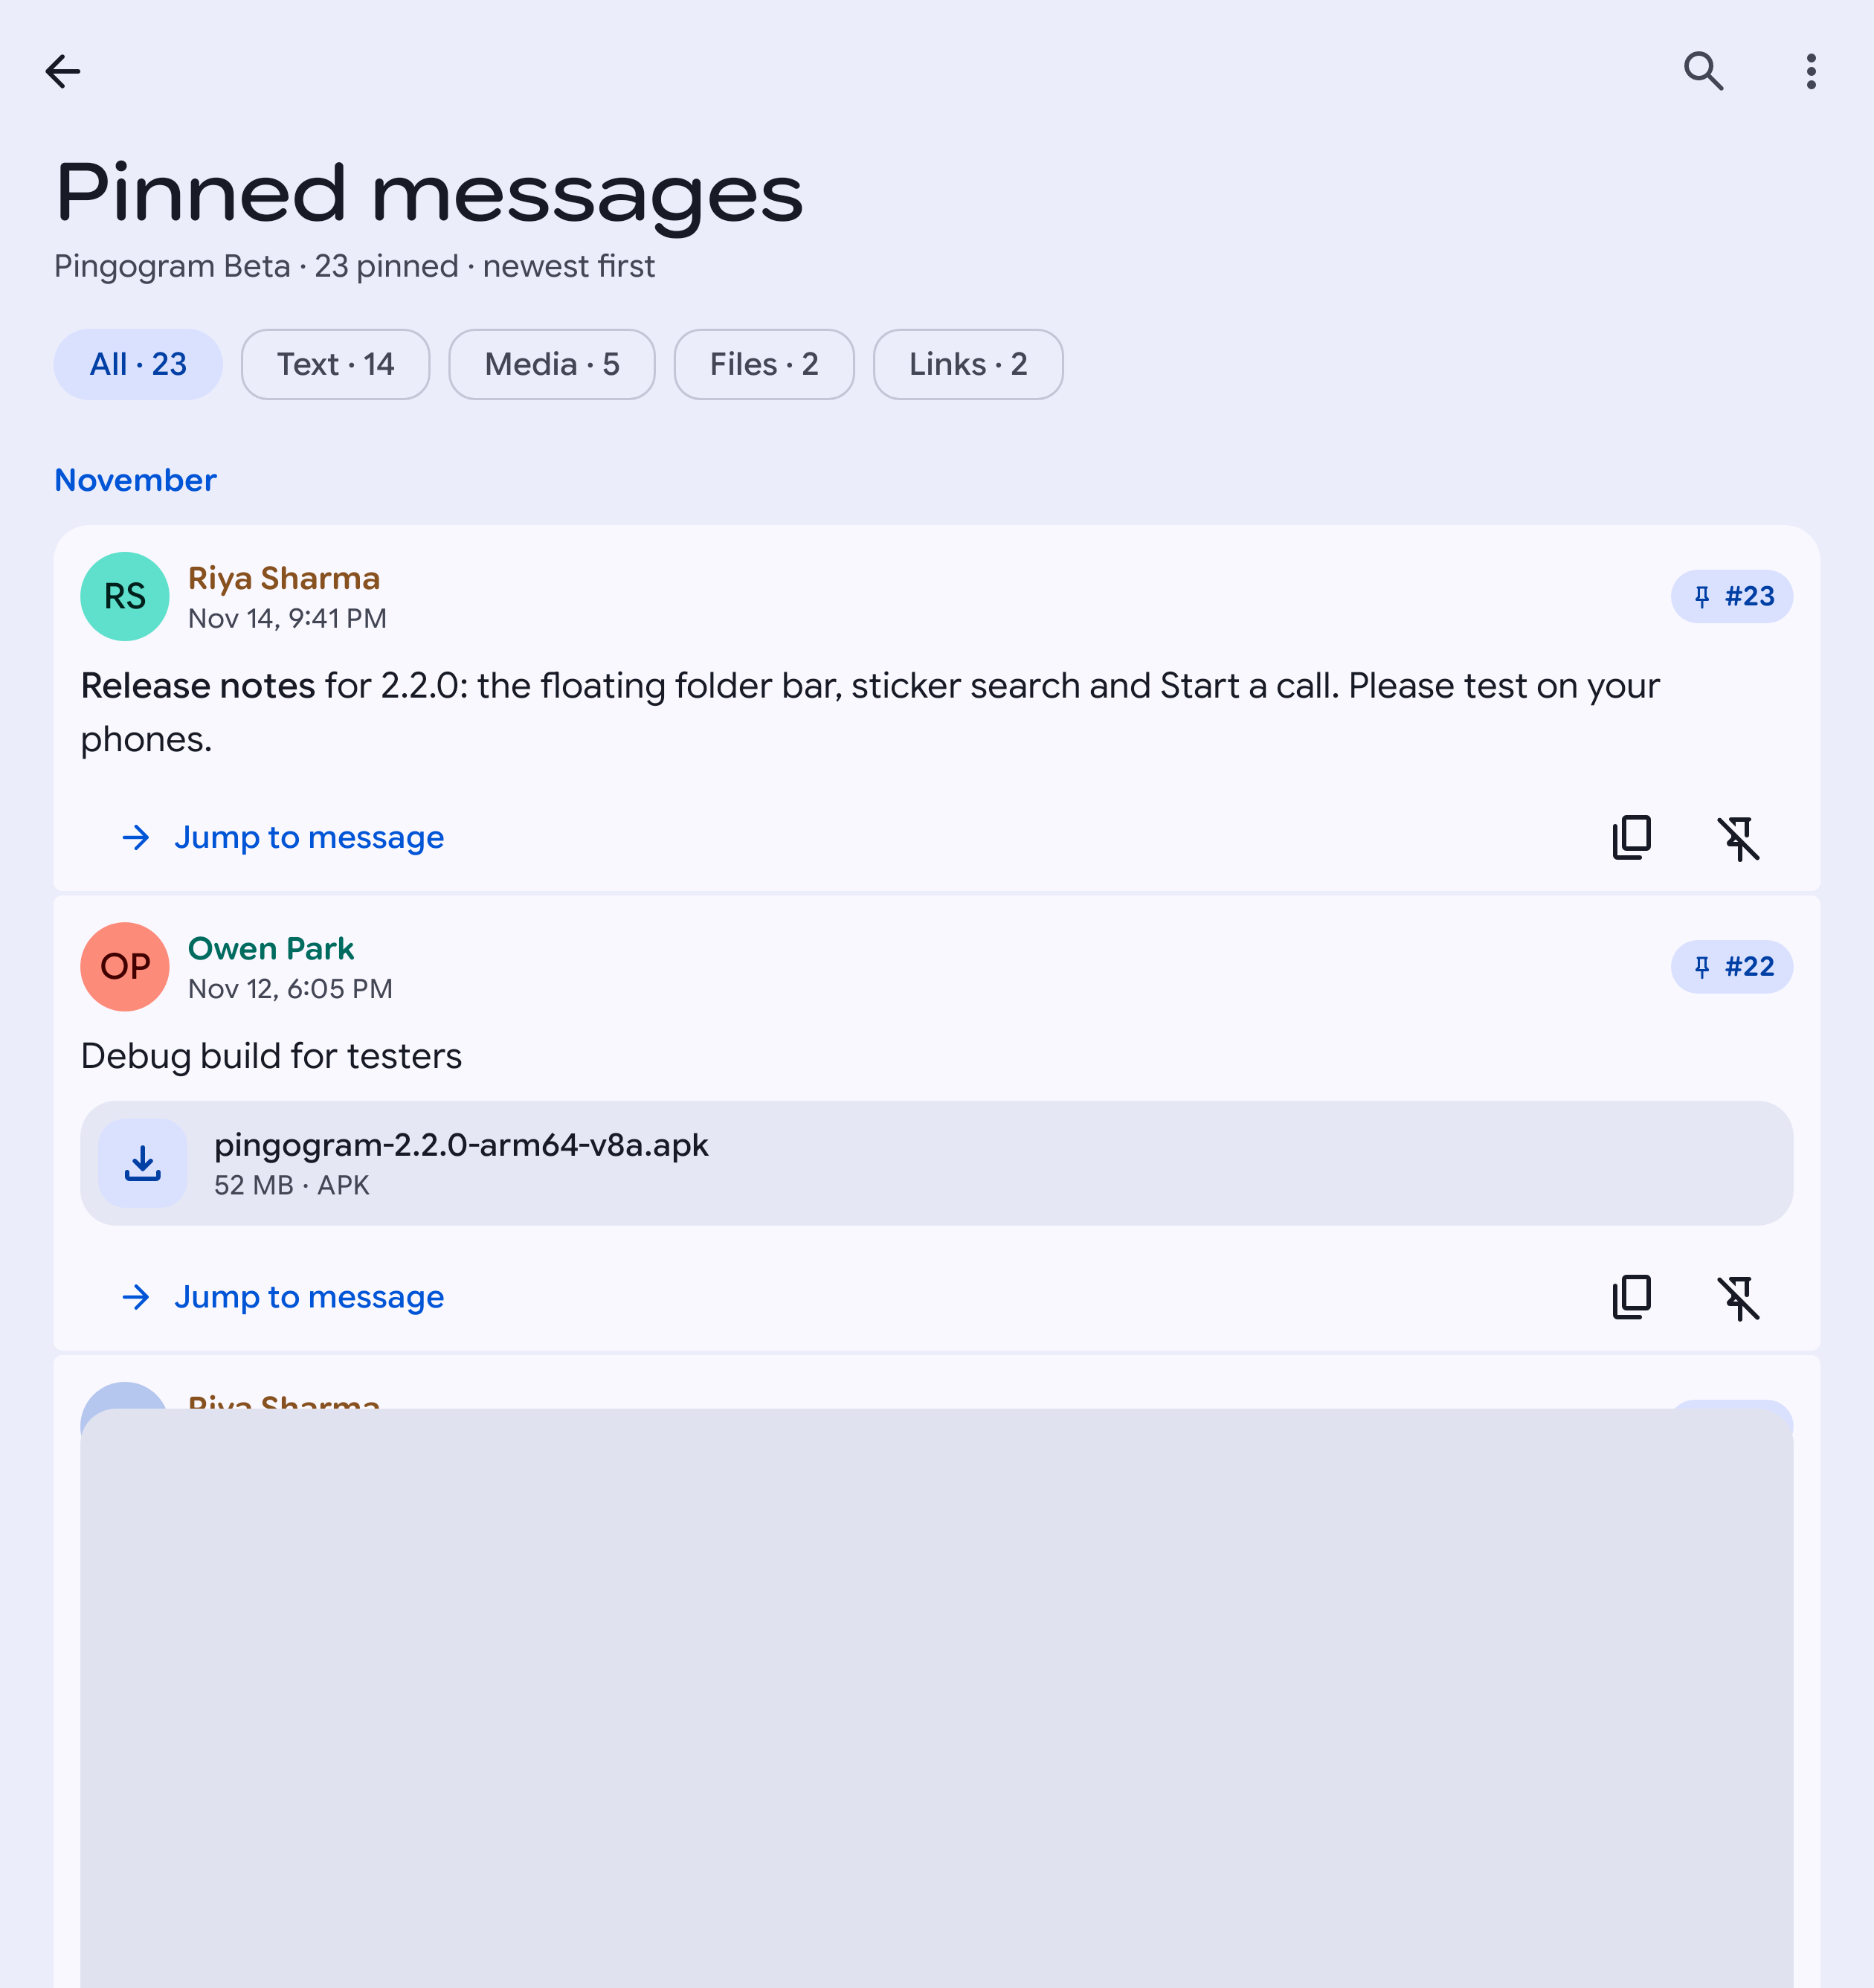 Pinned messages
Pingogram Beta · 23 pinned · newest first
All · 23
Text · 14
Media · 5
Files · 2
Links · 2
November
RS
Riya Sharma
Nov 14, 9:41 PM
#23
Release notes for 2.2.0: the floating folder bar, sticker search and Start a call. Please test on your
phones.
Jump to message
OP
Owen Park
Nov 12, 6:05 PM
#22
Debug build for testers
pingogram-2.2.0-arm64-v8a.apk
52 MB · APK
Jump to message
Riya Sharma